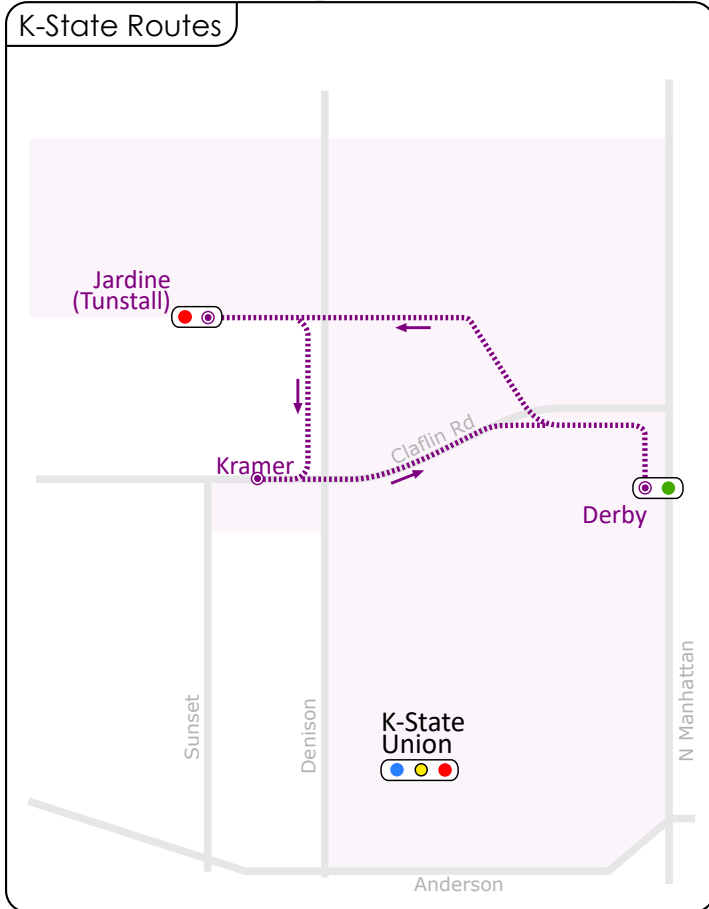 K-State Routes
Jardine
(Tunstall)
Claflin Rd
Kramer
Derby
Sunset
Denison
N Manhattan
K-State
Union
Anderson